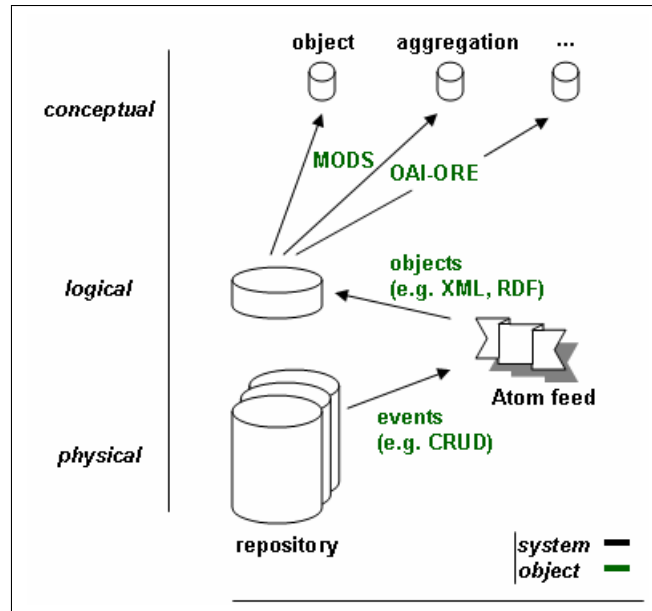 object aggregation ...
conceptual
MODS
OAI-ORE
objects
(e.g. XML, RDF)
logical
Atom feed
events
(e.g. CRUD)
physical
repository
system
object